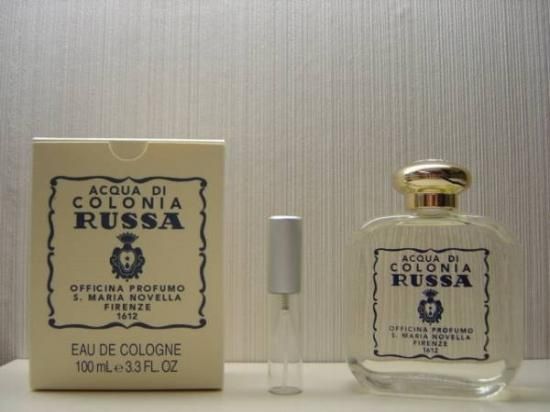 ACQUA DI
COLONIA
RUSSA
OFFICINA PROFUMO
S. MARIA NOVELLA
FIRENZE
1612
EAU DE COLOGNE
100 mL e 3.3 FL. OZ
ACQUA DI
COLONIA
RUSSA
OFFICINA PROFUMO
S. MARIA NOVELLA
FIRENZE
1612